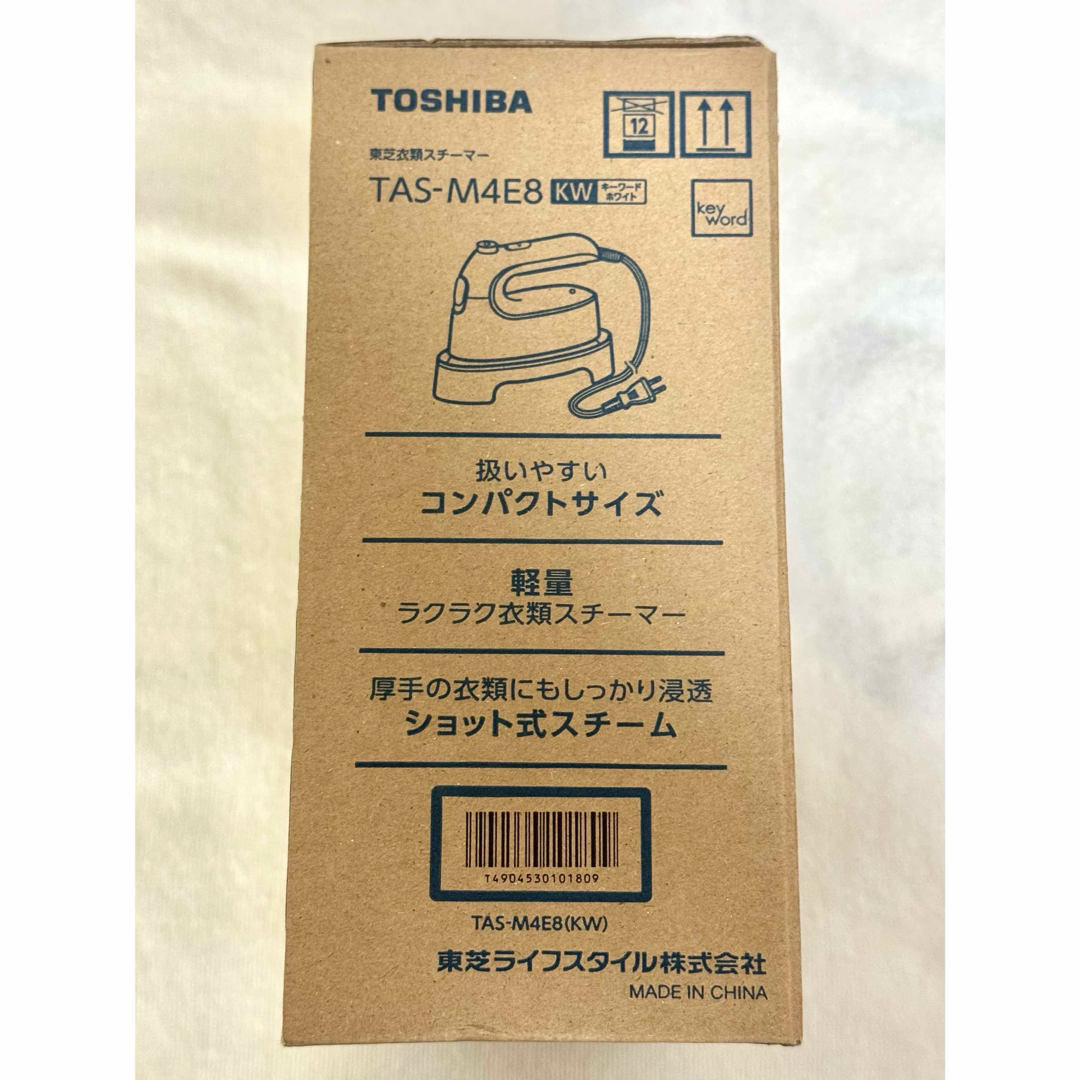 TOSHIBA
12
東芝衣類スチーマー
TAS-M4E8 KW キーワード
ホワイト
key
word
扱いやすい
コンパクトサイズ
軽量
ラクラク衣類スチーマー
厚手の衣類にもしっかり浸透
ショット式スチーム
T4904530101809
TAS-M4E8(KW)
東芝ライフスタイル株式会社
MADE IN CHINA